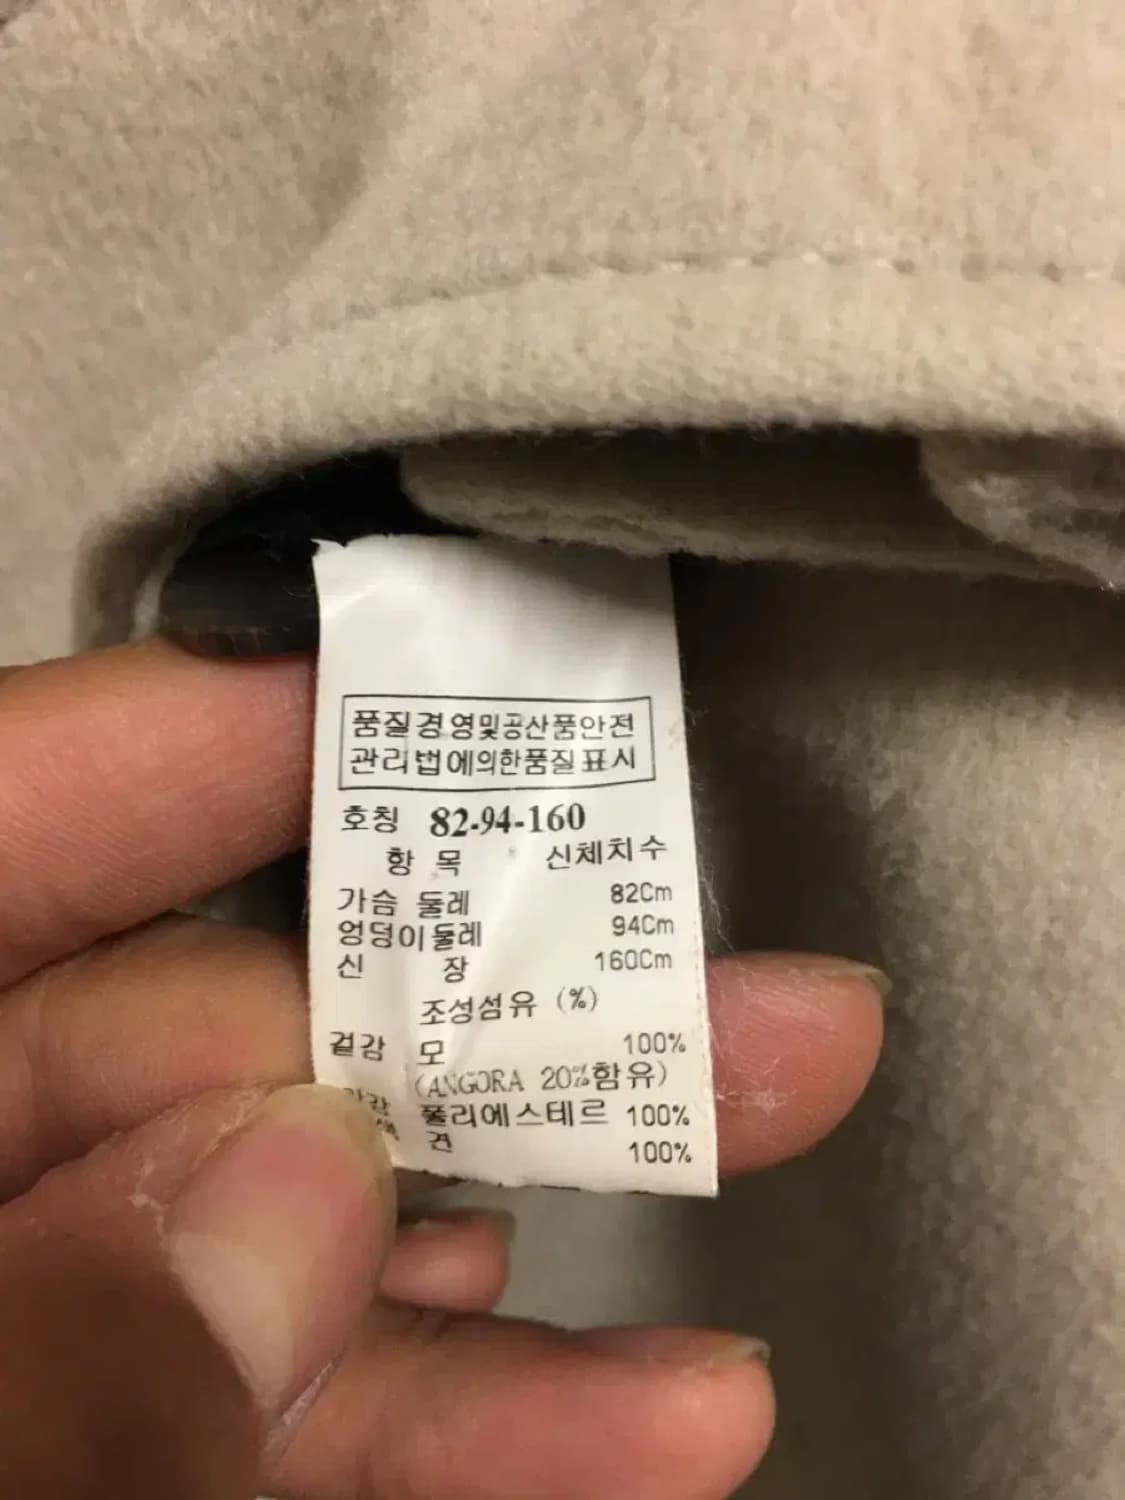 품질경영및공산품안전
관리법에의한품질표시
호칭 82-94-160
항 목 신체치수
가슴 둘레 82Cm
엉덩이둘레 94Cm
신 장 160Cm
조성섬유 (%)
겉감 모 100%
(ANGORA 20%함유)
폴리에스테르 100%
견 100%